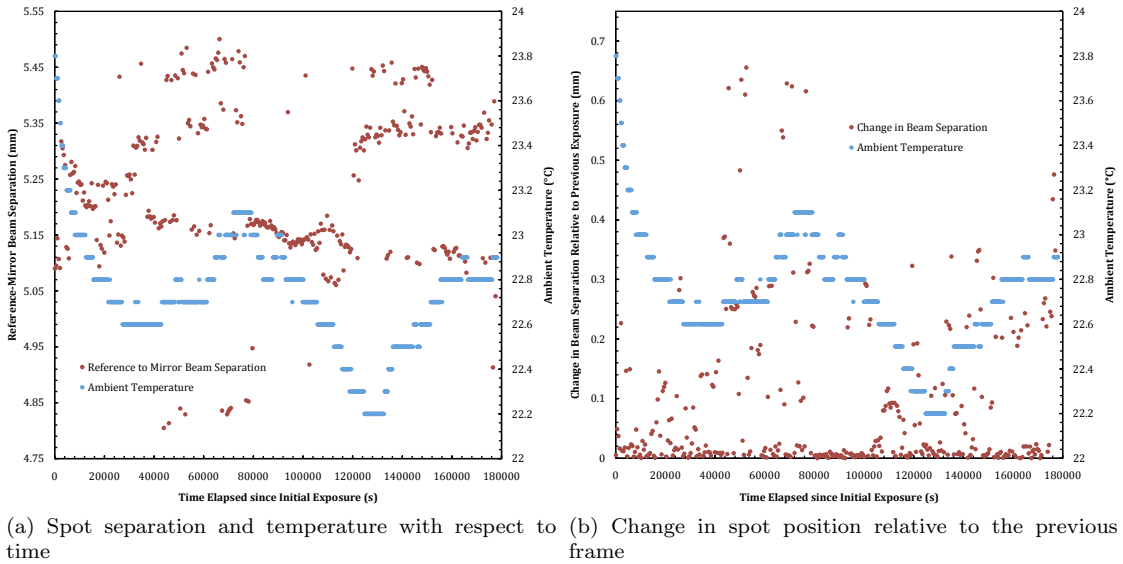 5.55
5.45
5.35
5.25
5.15
5.05
4.95
4.85
4.75
Reference-Mirror Beam Separation (mm)
24
23.8
23.6
23.4
23.2
23
22.8
22.6
22.4
22.2
22
Ambient Temperature (°C)
Reference to Mirror Beam Separation
Ambient Temperature
0 20000 40000 60000 80000 100000 120000 140000 160000 180000
Time Elapsed since Initial Exposure (s)
(a) Spot separation and temperature with respect to
time
0.7
0.6
0.5
0.4
0.3
0.2
0.1
0
Change in Beam Separation Relative to Previous Exposure (mm)
24
23.8
23.6
23.4
23.2
23
22.8
22.6
22.4
22.2
22
Ambient Temperature (°C)
Change in Beam Separation
Ambient Temperature
0 20000 40000 60000 80000 100000 120000 140000 160000 180000
Time Elapsed since Initial Exposure (s)
(b) Change in spot position relative to the previous
frame